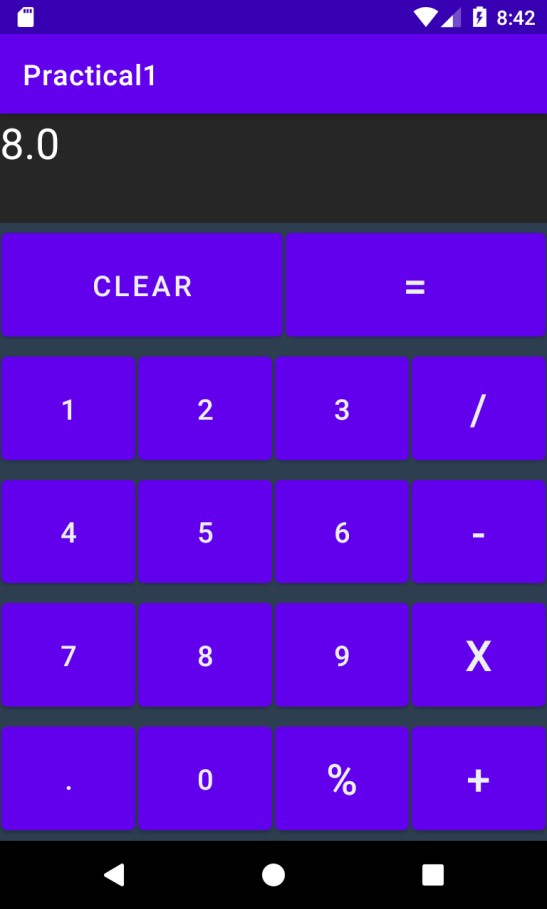 8:42
Practical1
8.0
CLEAR =
1 2 3 /
4 5 6 -
7 8 9 X
. 0 % +